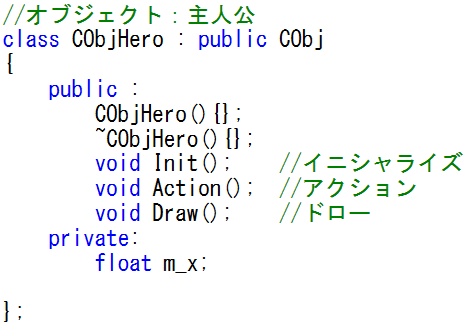 //オブジェクト：主人公
class CObjHero : public CObj
{
    public :
        CObjHero(){};
        ~CObjHero(){};
        void Init();    //イニシャライズ
        void Action();  //アクション
        void Draw();    //ドロー
    private:
        float m_x;
};